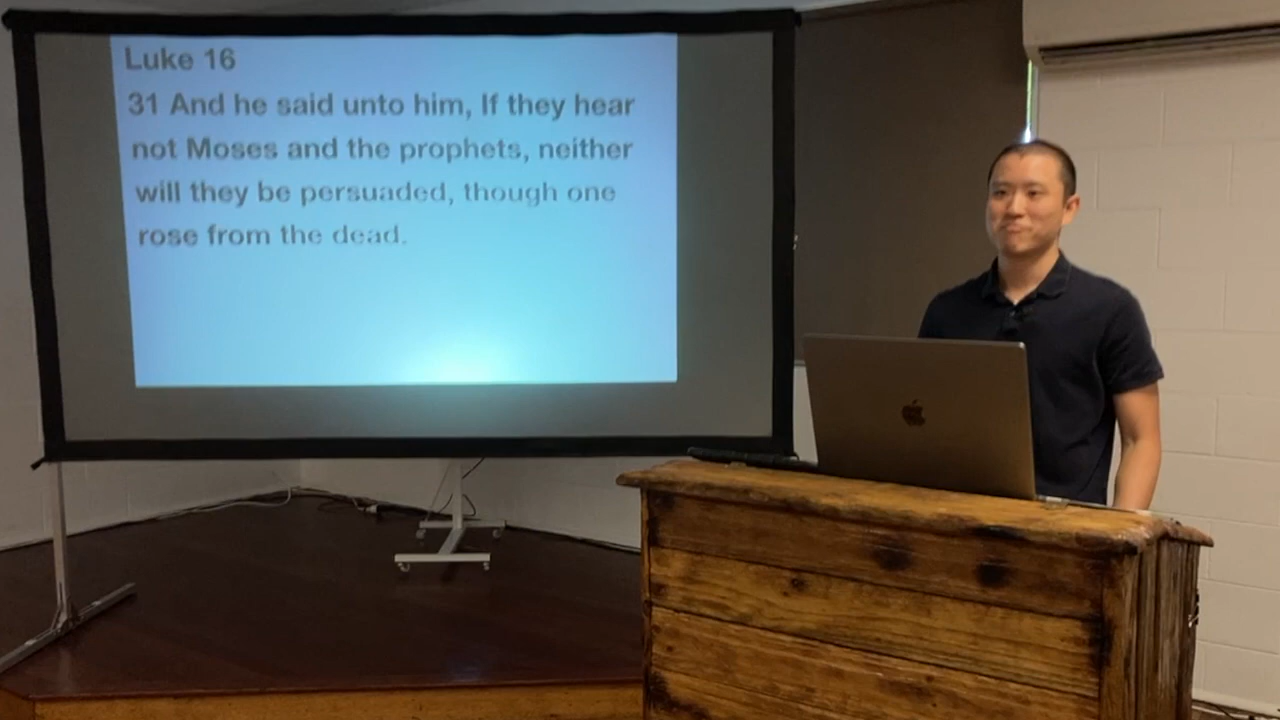 Luke 16
31 And he said unto him, If they hear
not Moses and the prophets, neither
will they be persuaded, though one
rose from the dead.